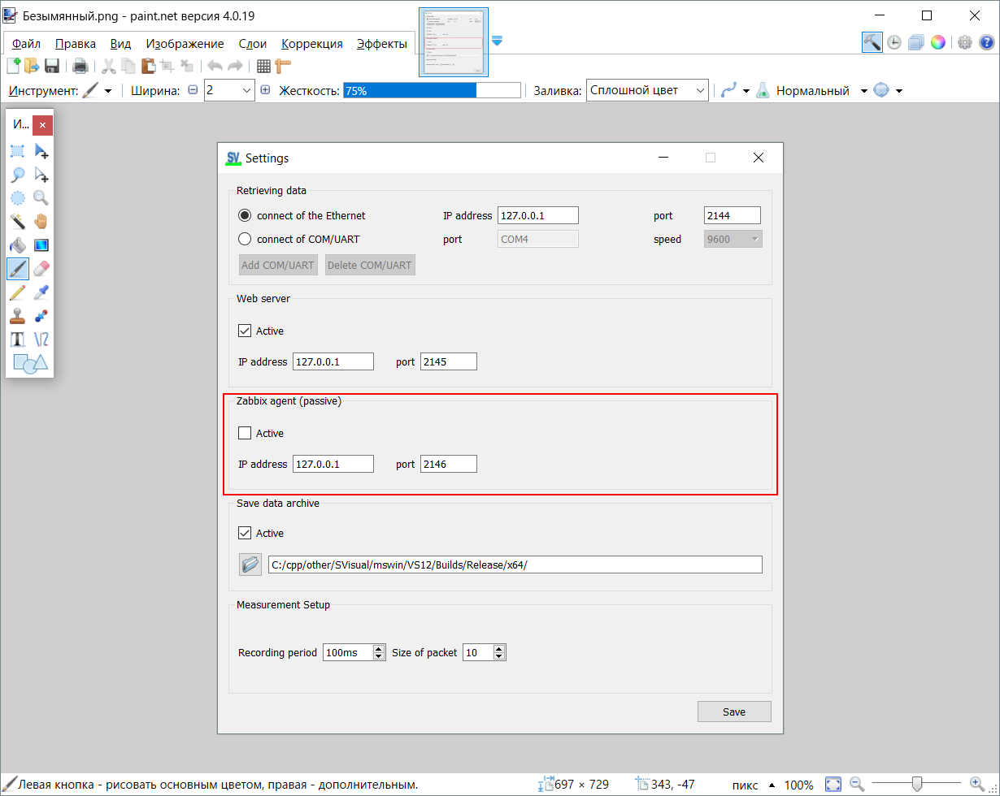 Безымянный.png - paint.net версия 4.0.19
Файл Правка Вид Изображение Слои Коррекция Эффекты
Инструмент: Ширина: 2 Жесткость: 75% Заливка: Сплошной цвет Нормальный
И...
SV Settings
Retrieving data
connect of the Ethernet IP address 127.0.0.1 port 2144
connect of COM/UART port COM4 speed 9600
Add COM/UART Delete COM/UART
Web server
Active
IP address 127.0.0.1 port 2145
Zabbix agent (passive)
Active
IP address 127.0.0.1 port 2146
Save data archive
Active
C:/cpp/other/SVisual/mswin/VS12/Builds/Release/x64/
Measurement Setup
Recording period 100ms Size of packet 10
Save
Левая кнопка - рисовать основным цветом, правая - дополнительным. 697 × 729 343, -47 пикс 100%